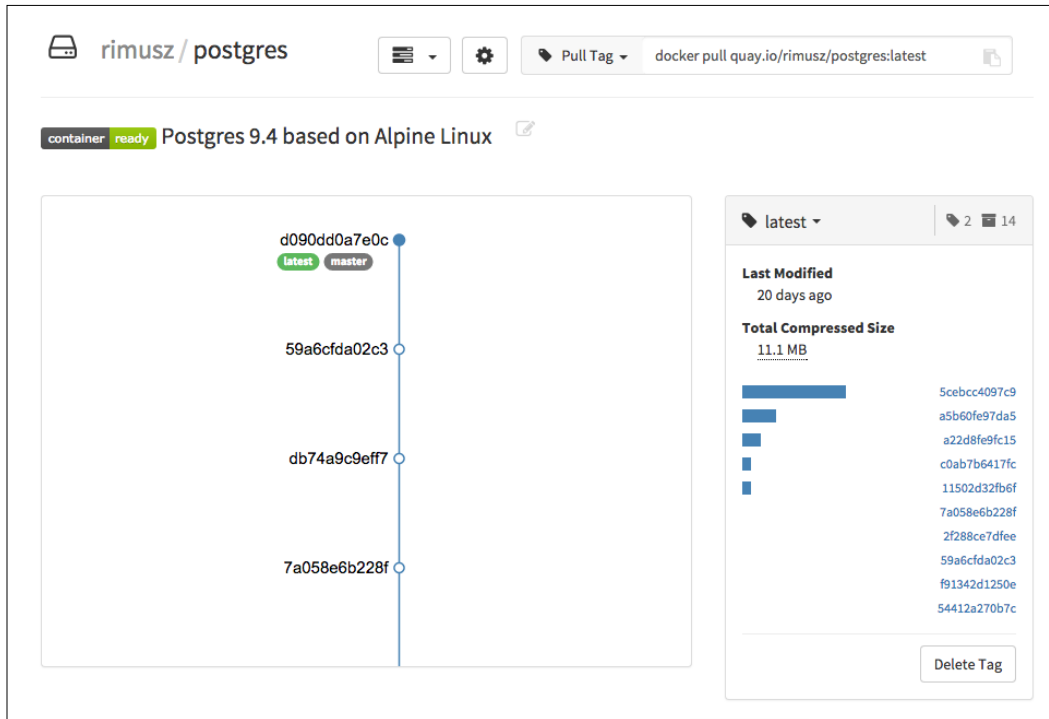 rimusz / postgres
Pull Tag
docker pull quay.io/rimusz/postgres:latest
container ready Postgres 9.4 based on Alpine Linux
d090dd0a7e0c
latest master
59a6cfda02c3
db74a9c9eff7
7a058e6b228f
latest
2 14
Last Modified
20 days ago
Total Compressed Size
11.1 MB
5cebcc4097c9
a5b60fe97da5
a22d8fe9fc15
c0ab7b6417fc
11502d32fb6f
7a058e6b228f
2f288ce7dfee
59a6cfda02c3
f91342d1250e
54412a270b7c
Delete Tag